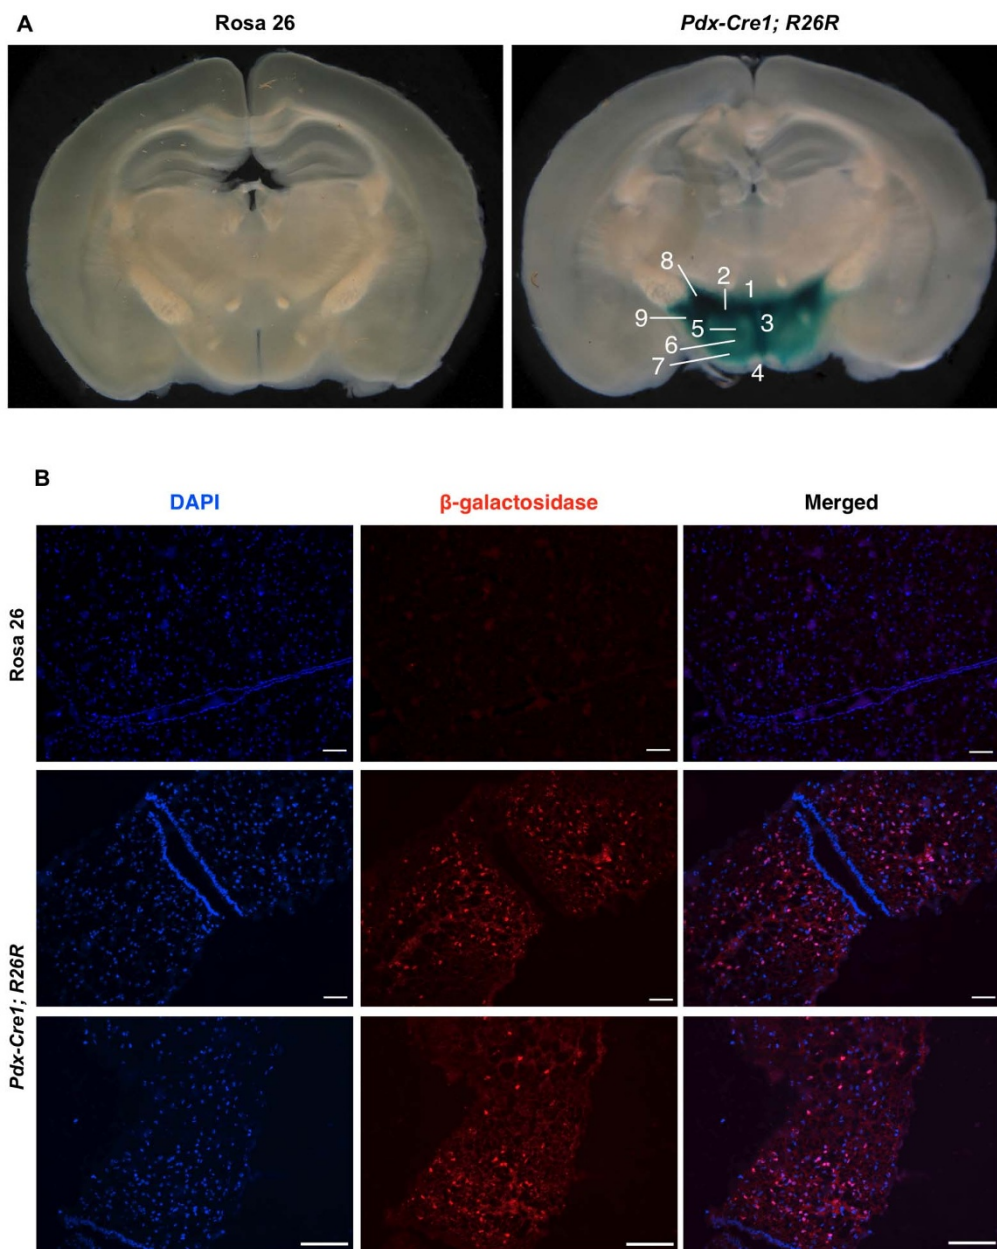 A
Rosa 26
Pdx-Cre1; R26R
8
2
1
9
5
3
6
7
4
B
DAPI
β-galactosidase
Merged
Rosa 26
Pdx-Cre1; R26R